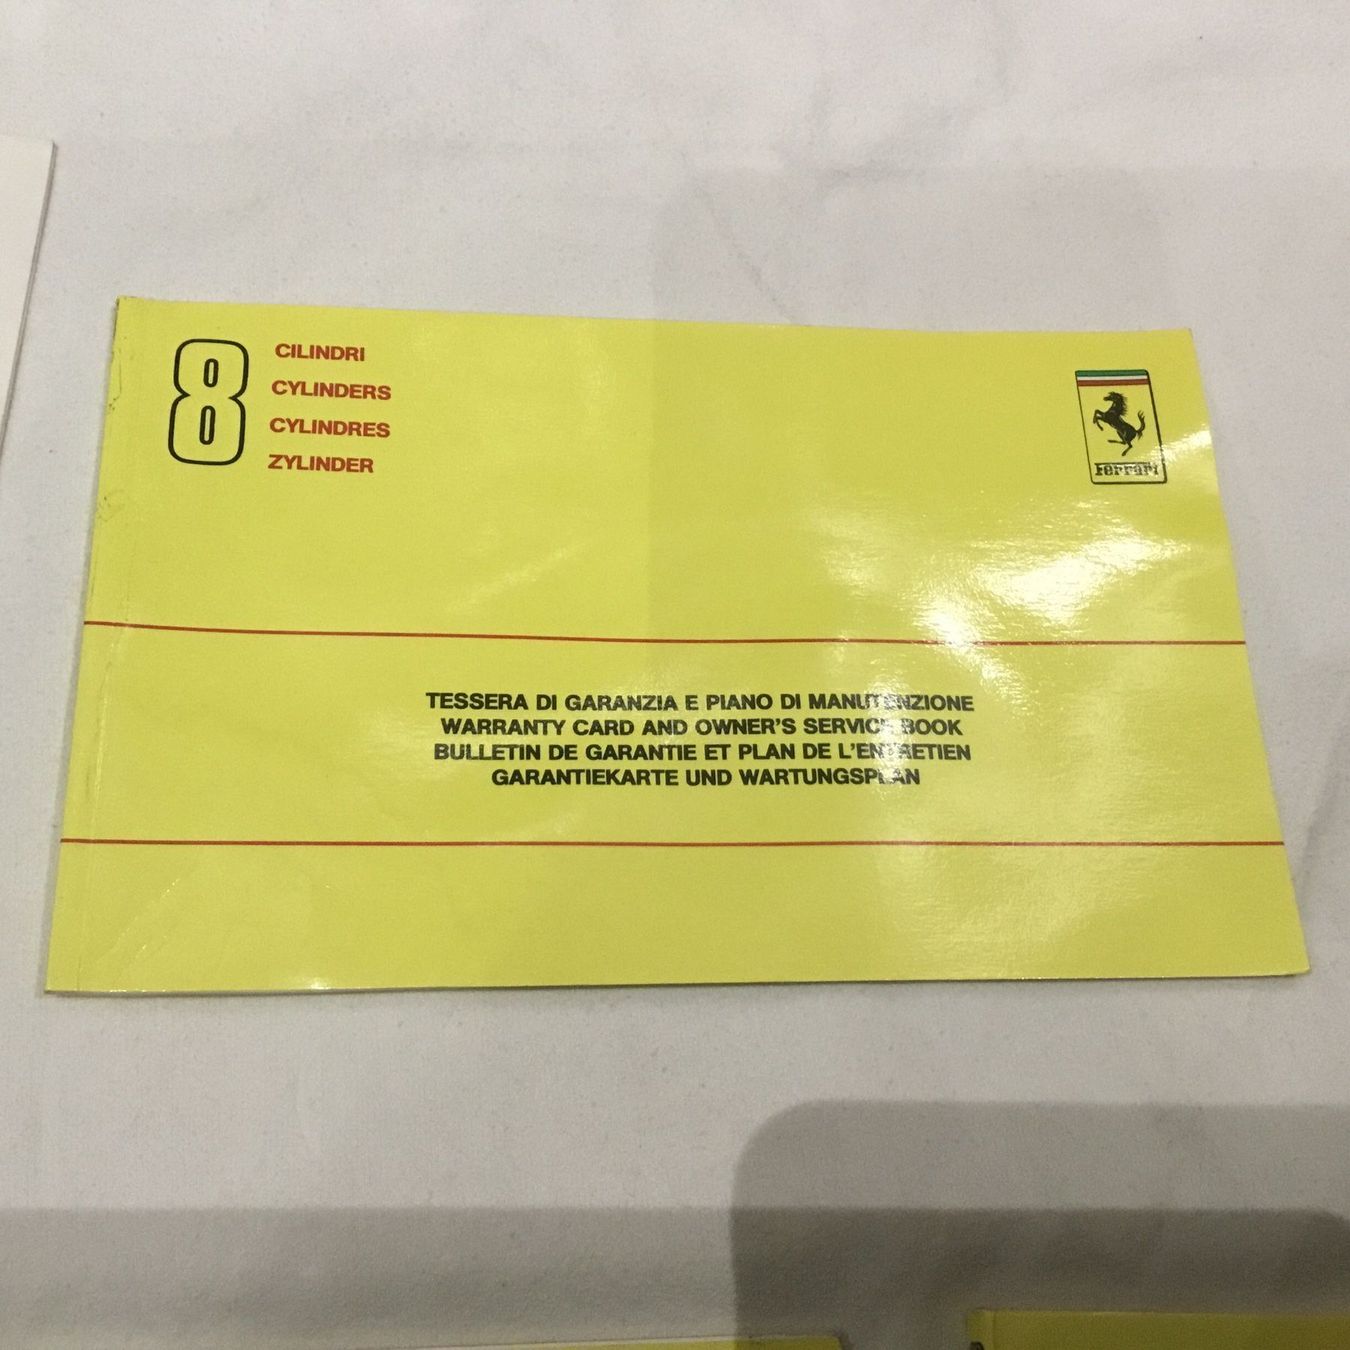 8
CILINDRI
CYLINDERS
CYLINDRES
ZYLINDER
Ferrari
TESSERA DI GARANZIA E PIANO DI MANUTENZIONE
WARRANTY CARD AND OWNER'S SERVICE BOOK
BULLETIN DE GARANTIE ET PLAN DE L'ENTRETIEN
GARANTIEKARTE UND WARTUNGSPLAN